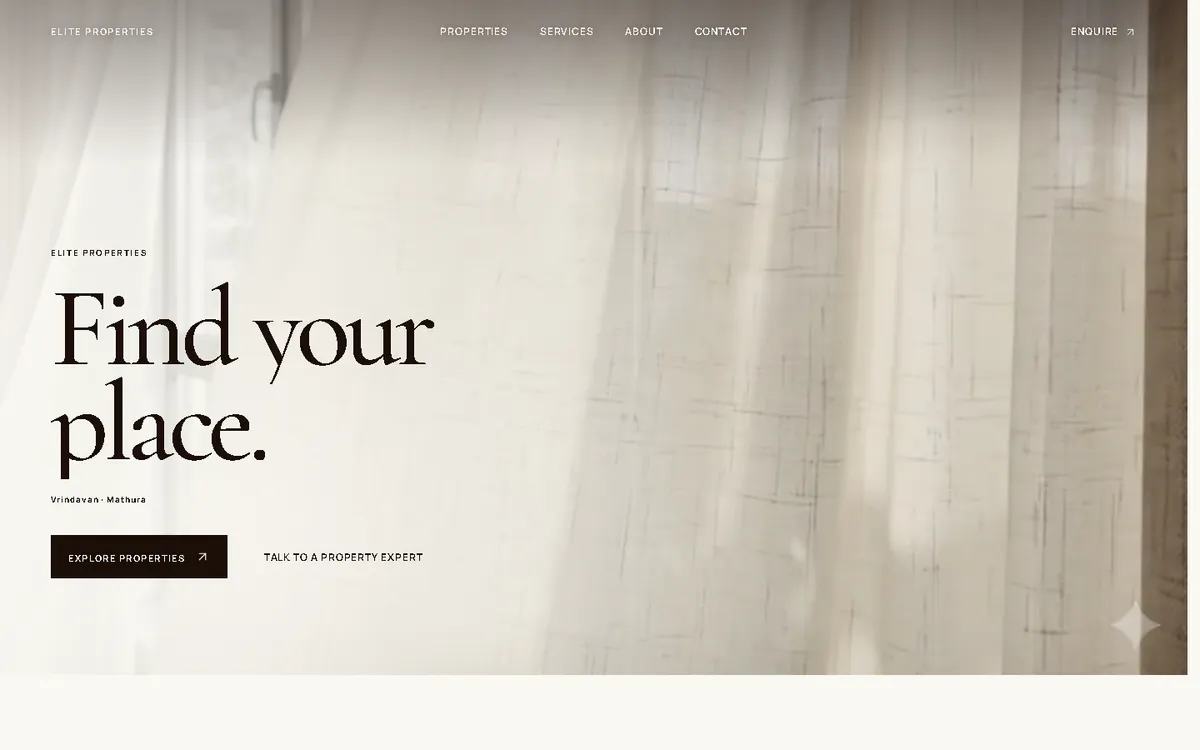 ELITE PROPERTIES
PROPERTIES
SERVICES
ABOUT
CONTACT
ENQUIRE
ELITE PROPERTIES
Find your
place.
Vrindavan · Mathura
EXPLORE PROPERTIES
TALK TO A PROPERTY EXPERT